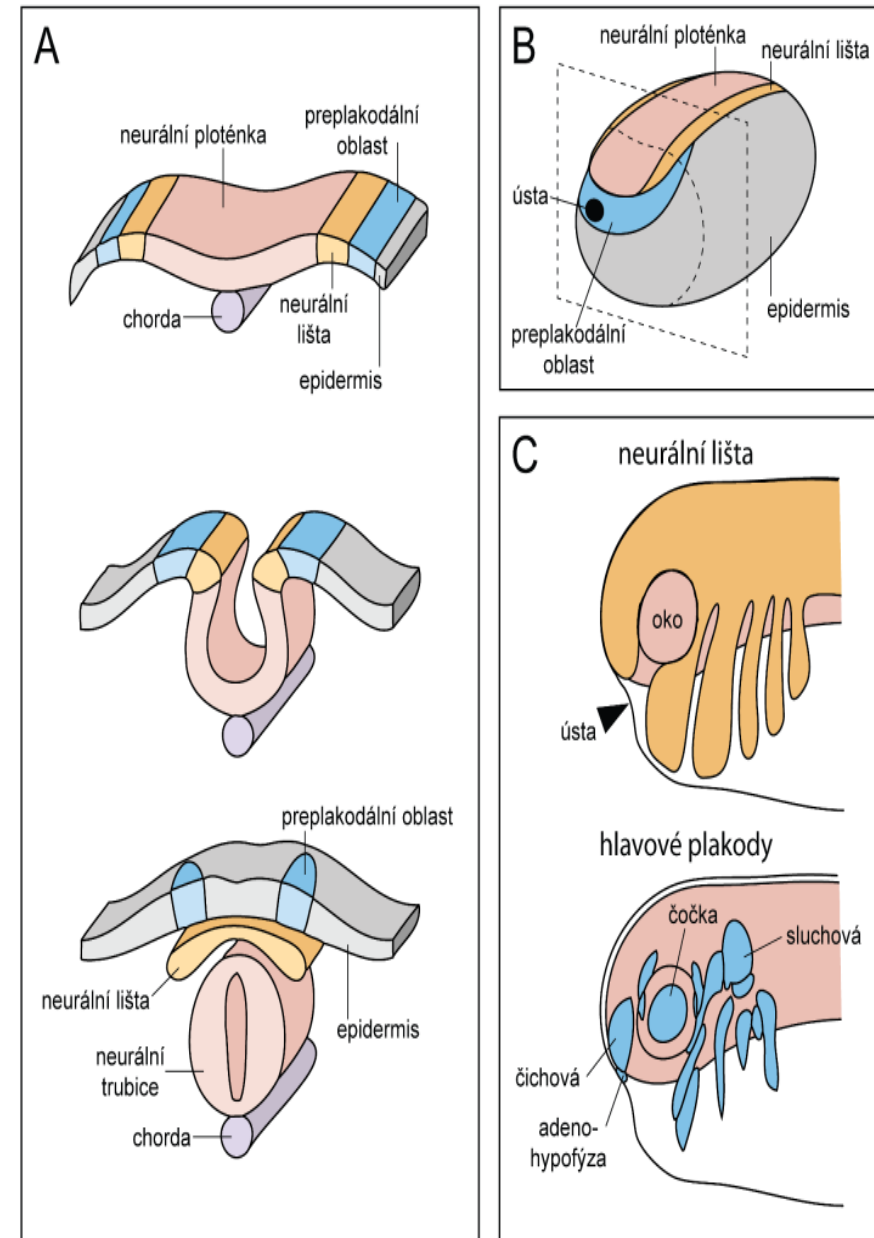 A
neurální ploténka
preplakodální
oblast
chorda
neurální
lišta
epidermis
preplakodální oblast
neurální lišta
epidermis
neurální
trubice
chorda
B
neurální ploténka
neurální lišta
ústa
epidermis
preplakodální
oblast
C
neurální lišta
oko
ústa
hlavové plakody
čočka
sluchová
čichová
adeno-
hypofýza